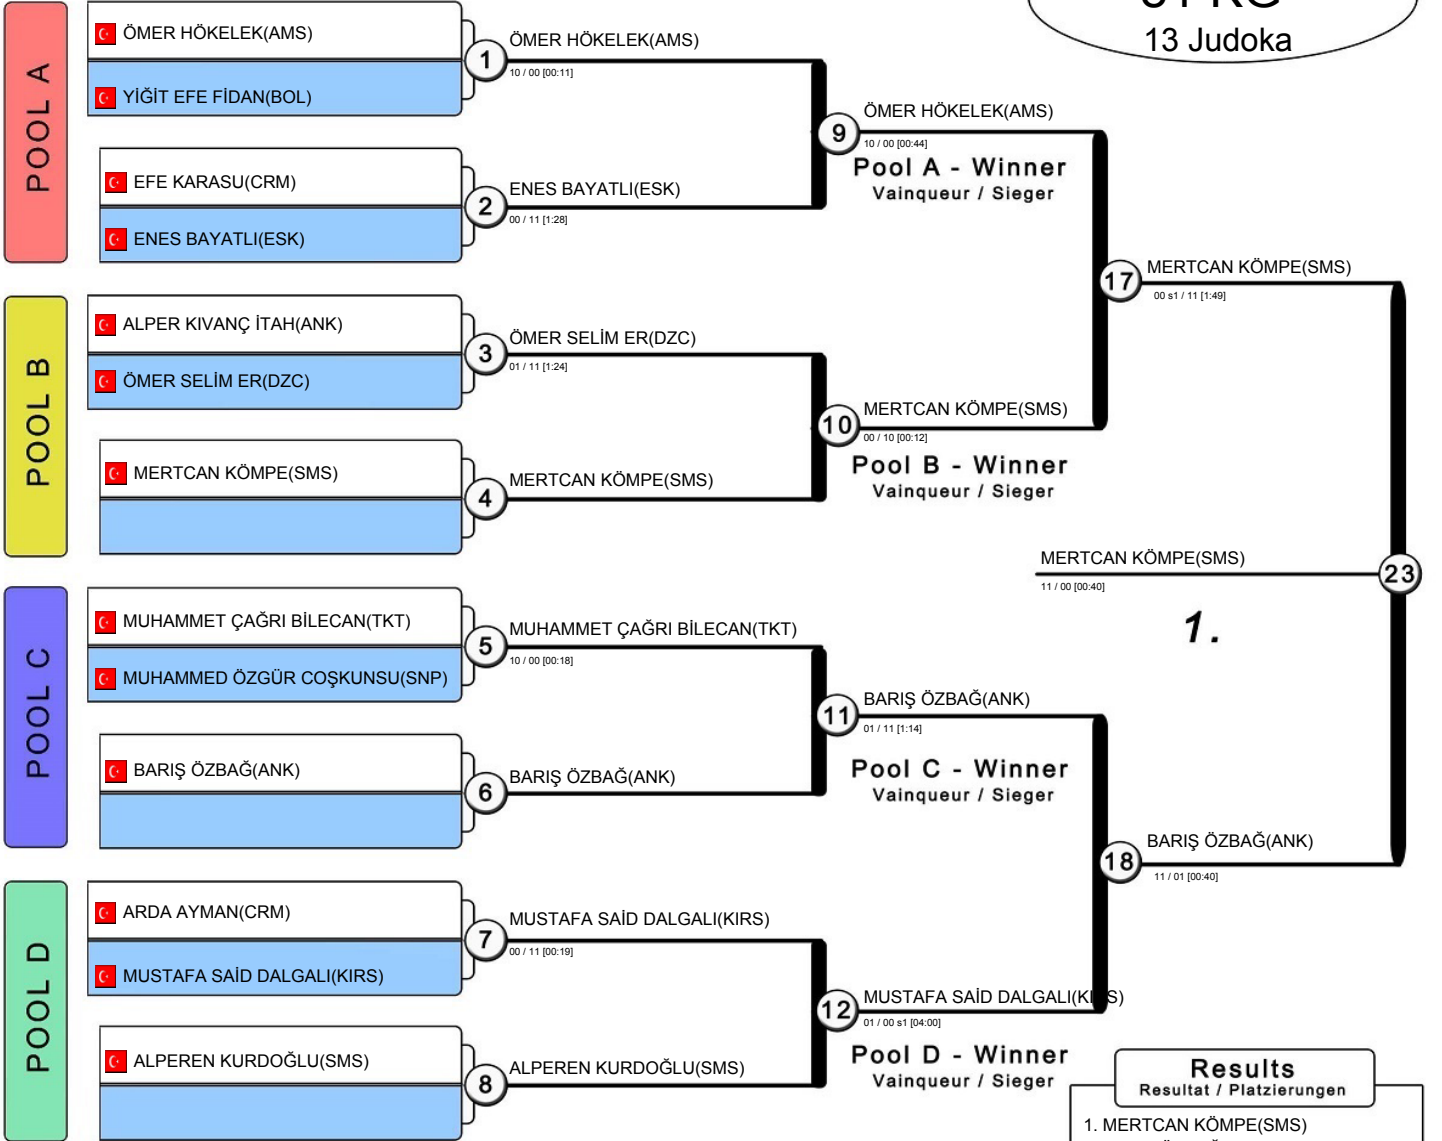 13 Judoka
POOL A
ÖMER HÖKELEK(AMS)
YİĞİT EFE FİDAN(BOL)
1
ÖMER HÖKELEK(AMS)
10 / 00 [00:11]
EFE KARASU(CRM)
ENES BAYATLI(ESK)
2
ENES BAYATLI(ESK)
00 / 11 [1:28]
9
ÖMER HÖKELEK(AMS)
10 / 00 [00:44]
Pool A - Winner
Vainqueur / Sieger
POOL B
ALPER KIVANÇ İTAH(ANK)
ÖMER SELİM ER(DZC)
3
ÖMER SELİM ER(DZC)
01 / 11 [1:24]
MERTCAN KÖMPE(SMS)
4
MERTCAN KÖMPE(SMS)
10
MERTCAN KÖMPE(SMS)
00 / 10 [00:12]
Pool B - Winner
Vainqueur / Sieger
17
MERTCAN KÖMPE(SMS)
00 s1 / 11 [1:49]
MERTCAN KÖMPE(SMS)
11 / 00 [00:40]
23
1.
POOL C
MUHAMMET ÇAĞRI BİLECAN(TKT)
MUHAMMED ÖZGÜR COŞKUNSU(SNP)
5
MUHAMMET ÇAĞRI BİLECAN(TKT)
10 / 00 [00:18]
BARIŞ ÖZBAĞ(ANK)
6
BARIŞ ÖZBAĞ(ANK)
11
BARIŞ ÖZBAĞ(ANK)
01 / 11 [1:14]
Pool C - Winner
Vainqueur / Sieger
18
BARIŞ ÖZBAĞ(ANK)
11 / 01 [00:40]
POOL D
ARDA AYMAN(CRM)
MUSTAFA SAİD DALGALI(KIRS)
7
MUSTAFA SAİD DALGALI(KIRS)
00 / 11 [00:19]
ALPEREN KURDOĞLU(SMS)
8
ALPEREN KURDOĞLU(SMS)
12
MUSTAFA SAİD DALGALI(KIRS)
01 / 00 s1 [04:00]
Pool D - Winner
Vainqueur / Sieger
Results
Resultat / Platzierungen
1. MERTCAN KÖMPE(SMS)